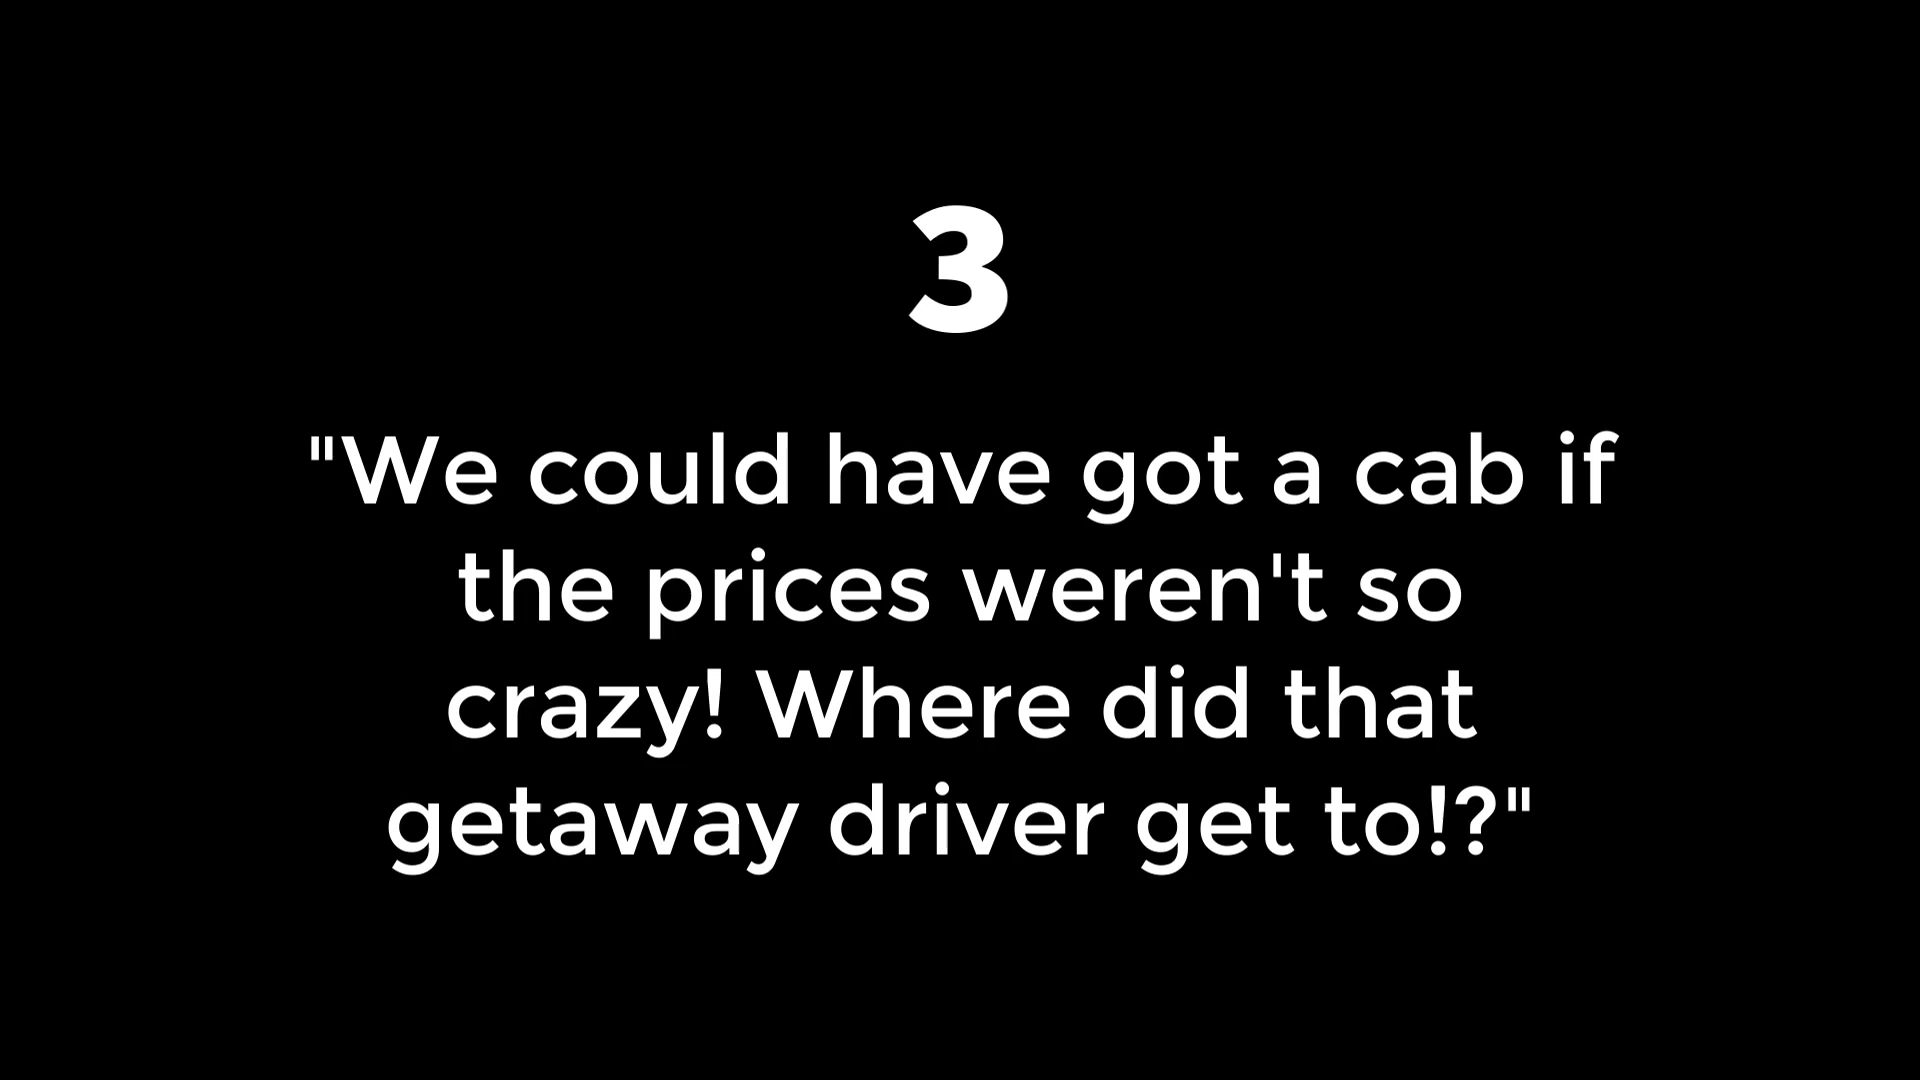 3
"We could have got a cab if
the prices weren't so
crazy! Where did that
getaway driver get to!?"